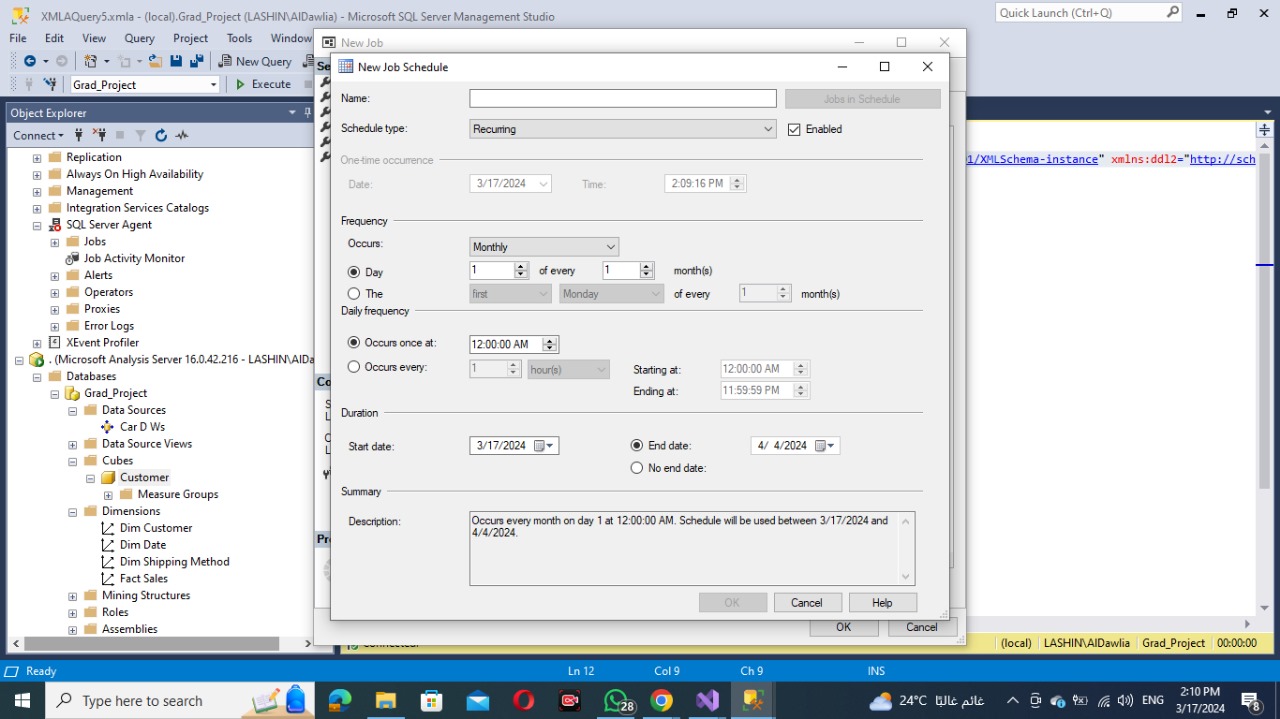 XMLAQuery5.xmla - (local).Grad_Project (LASHIN\AlDawlia) - Microsoft SQL Server Management Studio
Quick Launch (Ctrl+Q)
File Edit View Query Project Tools Window
New Query
Grad_Project
Execute
New Job
New Job Schedule
Name:
Jobs in Schedule
Schedule type:
Recurring
Enabled
One-time occurrence
Date:
3/17/2024
Time:
2:09:16 PM
Frequency
Occurs:
Monthly
Day
1
of every
1
month(s)
The
first
Monday
of every
1
month(s)
Daily frequency
Occurs once at:
12:00:00 AM
Occurs every:
1
hour(s)
Starting at:
12:00:00 AM
Ending at:
11:59:59 PM
Duration
Start date:
3/17/2024
End date:
4/ 4/2024
No end date:
Summary
Description:
Occurs every month on day 1 at 12:00:00 AM. Schedule will be used between 3/17/2024 and
4/4/2024.
OK
Cancel
Help
OK
Cancel
Object Explorer
Connect
Replication
Always On High Availability
Management
Integration Services Catalogs
SQL Server Agent
Jobs
Job Activity Monitor
Alerts
Operators
Proxies
Error Logs
XEvent Profiler
. (Microsoft Analysis Server 16.0.42.216 - LASHIN\AlDaw
Databases
Grad_Project
Data Sources
Car D Ws
Data Source Views
Cubes
Customer
Measure Groups
Dimensions
Dim Customer
Dim Date
Dim Shipping Method
Fact Sales
Mining Structures
Roles
Assemblies
1/XMLSchema-instance" xmlns:ddl2="http://sch
(local) LASHIN\AlDawlia Grad_Project 00:00:00
Ready
Ln 12
Col 9
Ch 9
INS
Type here to search
28
24°C
غائم غالبًا
ENG
2:10 PM
3/17/2024
8